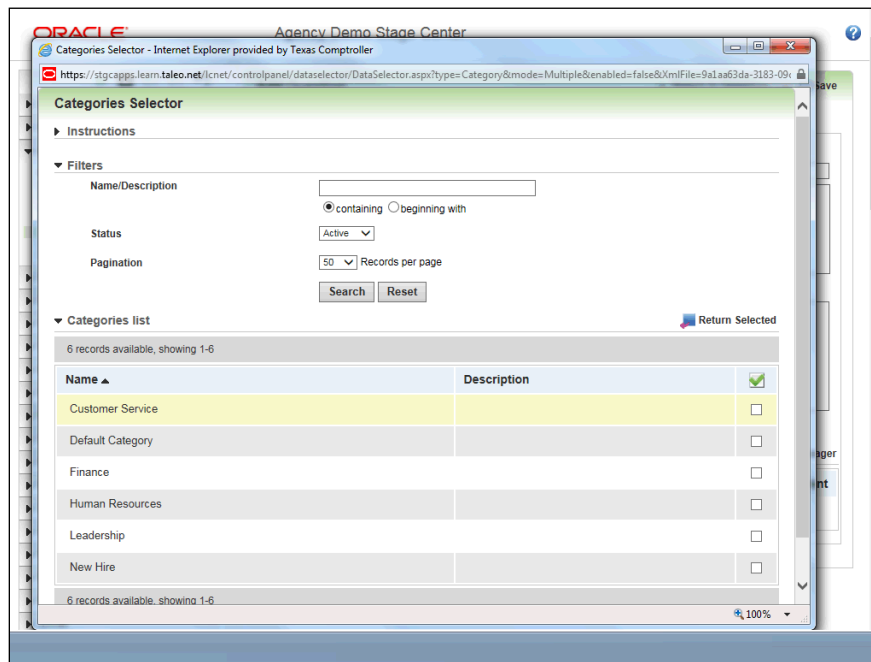 ORACLE
Agency Demo Stage Center
Categories Selector - Internet Explorer provided by Texas Comptroller
https://stgcapps.learn.taleo.net/lcnet/controlpanel/dataselector/DataSelector.aspx?type=Category&mode=Multiple&enabled=false&XmlFile=9a1aa63da-3183-09
Save
Categories Selector
Instructions
Filters
Name/Description
containing beginning with
Status Active
Pagination 50 Records per page
Search Reset
Categories list Return Selected
6 records available, showing 1-6
Name Description
Customer Service
Default Category
ager
Finance
nt
Human Resources
Leadership
New Hire
6 records available, showing 1-6
100%